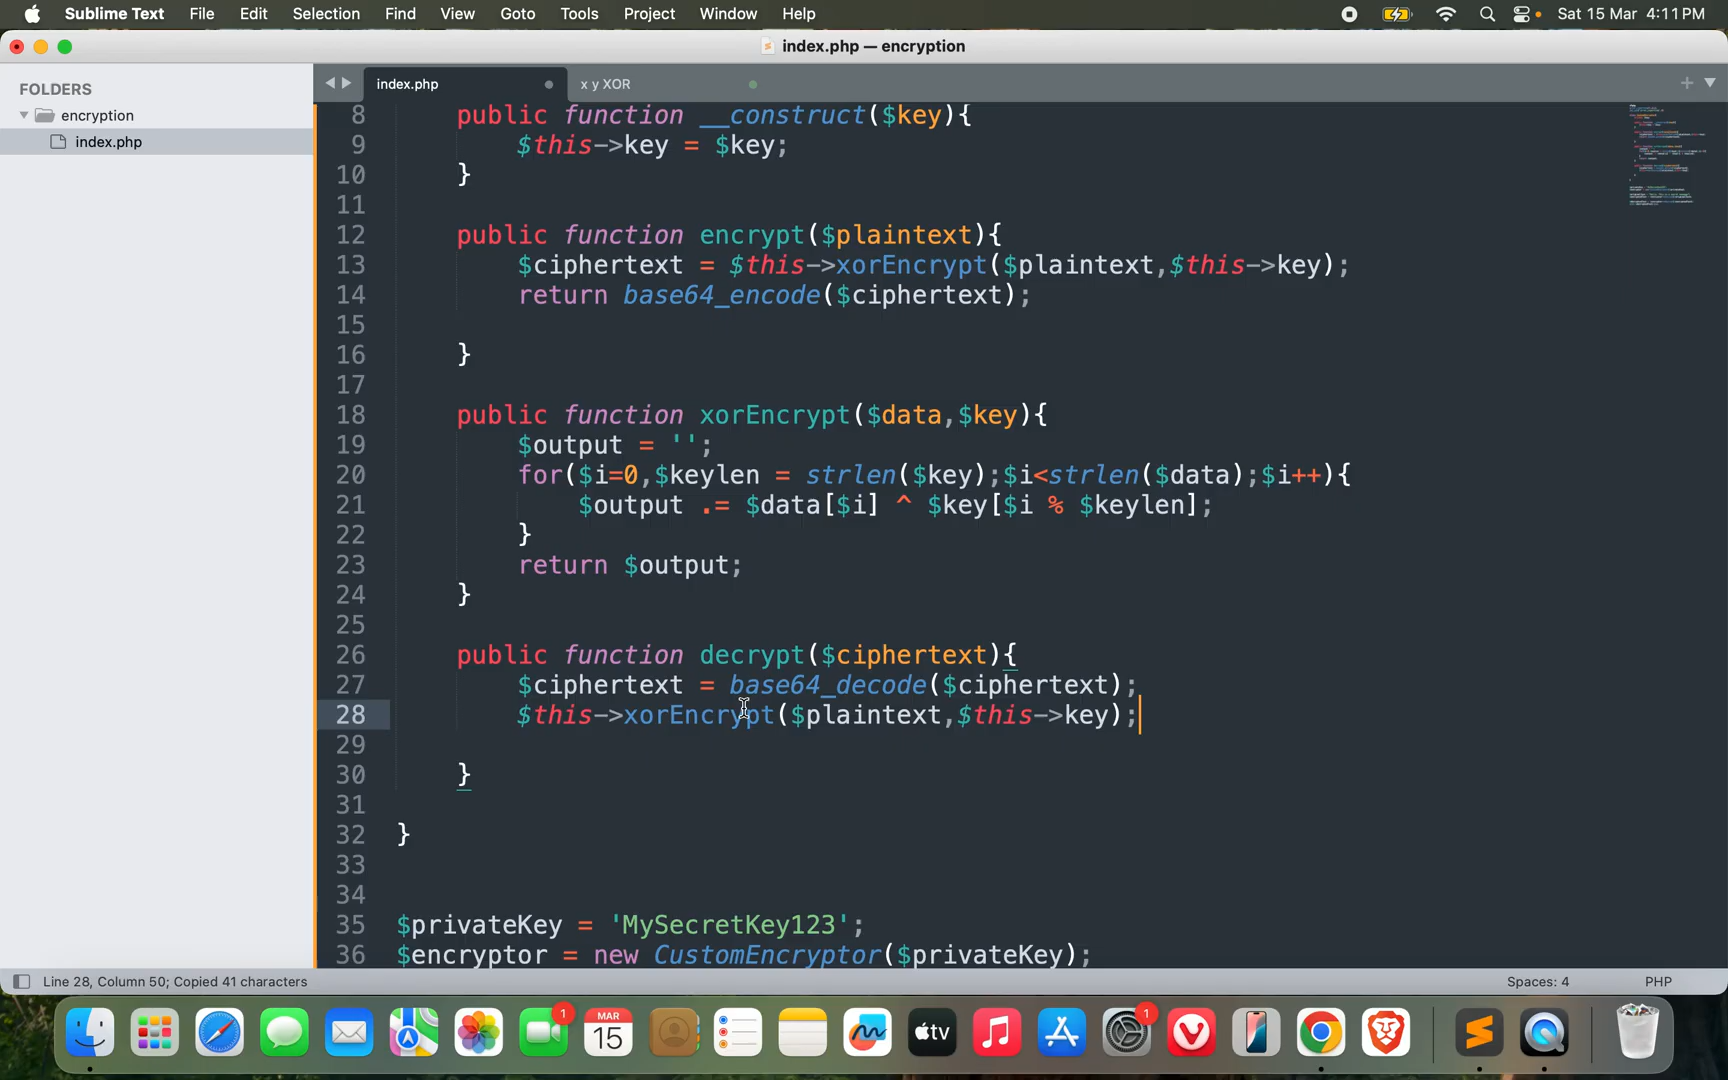 Sublime Text File Edit Selection Find View Goto Tools Project Window Help Sat 15 Mar 4:11 PM
index.php — encryption
FOLDERS
encryption
index.php
index.php x y XOR
8 public function __construct($key){
9 $this->key = $key;
10 }
11
12 public function encrypt($plaintext){
13 $ciphertext = $this->xorEncrypt($plaintext,$this->key);
14 return base64_encode($ciphertext);
15
16 }
17
18 public function xorEncrypt($data,$key){
19 $output = '';
20 for($i=0,$keylen = strlen($key);$i<strlen($data);$i++){
21 $output .= $data[$i] ^ $key[$i % $keylen];
22 }
23 return $output;
24 }
25
26 public function decrypt($ciphertext){
27 $ciphertext = base64_decode($ciphertext);
28 $this->xorEncrypt($plaintext,$this->key);
29
30 }
31
32 }
33
34
35 $privateKey = 'MySecretKey123';
36 $encryptor = new CustomEncryptor($privateKey);
Line 28, Column 50; Copied 41 characters Spaces: 4 PHP
1
MAR
15
tv
1